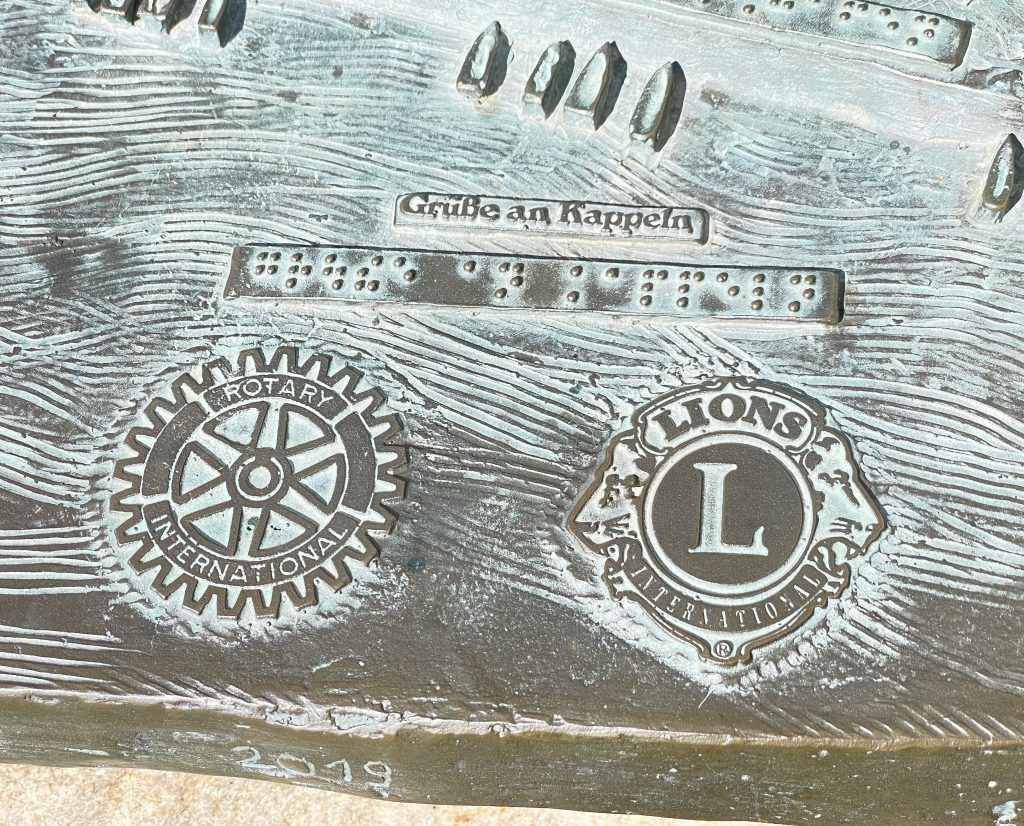 Grüße an Kappeln
ROTARY
INTERNATIONAL
LIONS
L
INTERNATIONAL
®
2019